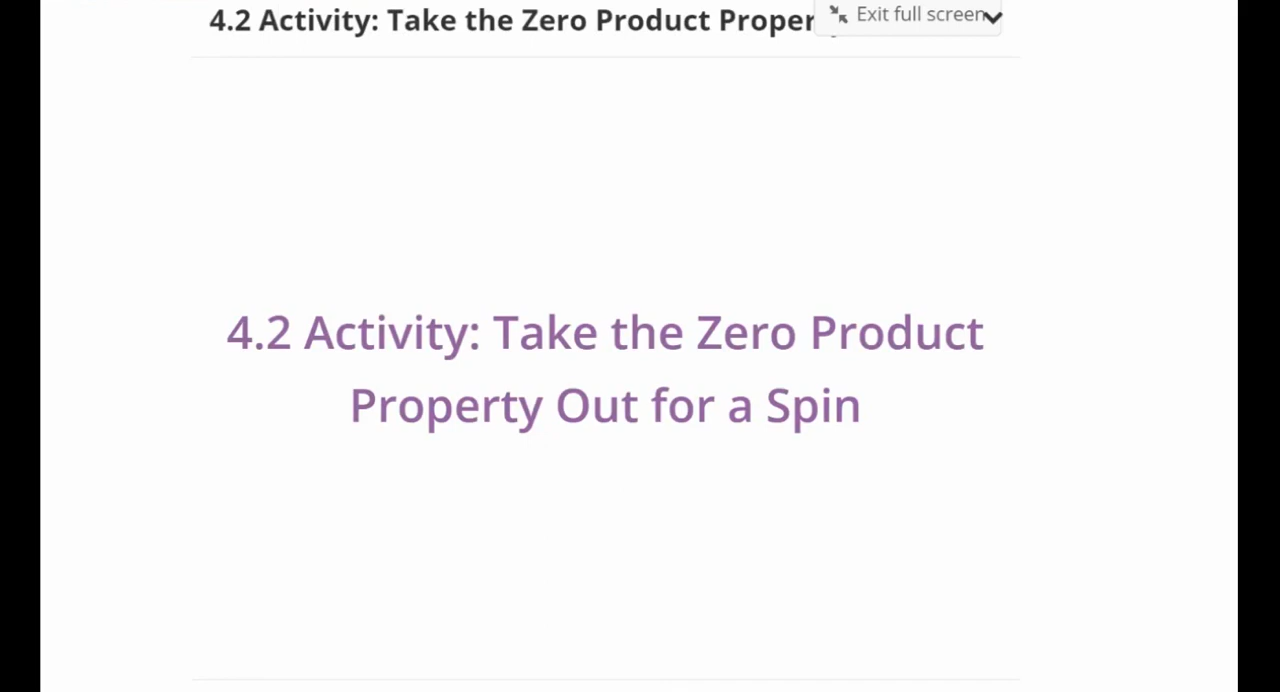 4.2 Activity: Take the Zero Product Proper
Exit full screen
4.2 Activity: Take the Zero Product
Property Out for a Spin